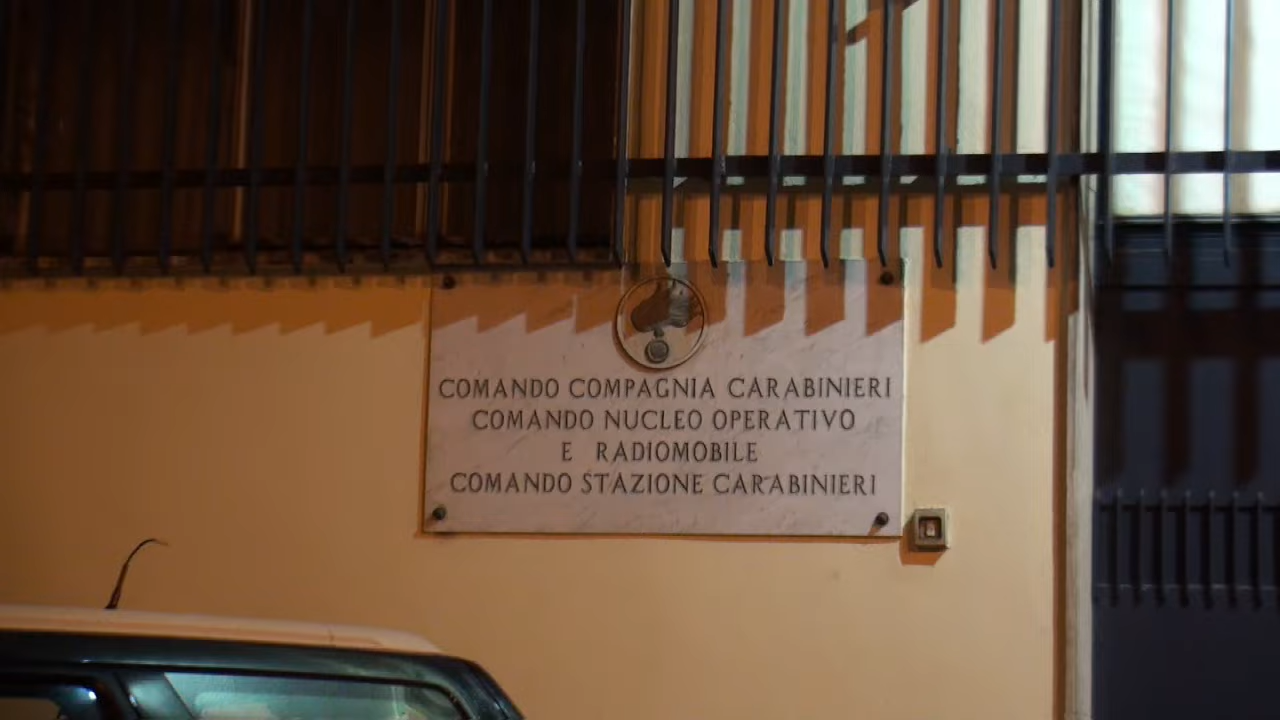 COMANDO COMPAGNIA CARABINIERI
COMANDO NUCLEO OPERATIVO
E RADIOMOBILE
COMANDO STAZIONE CARABINIERI